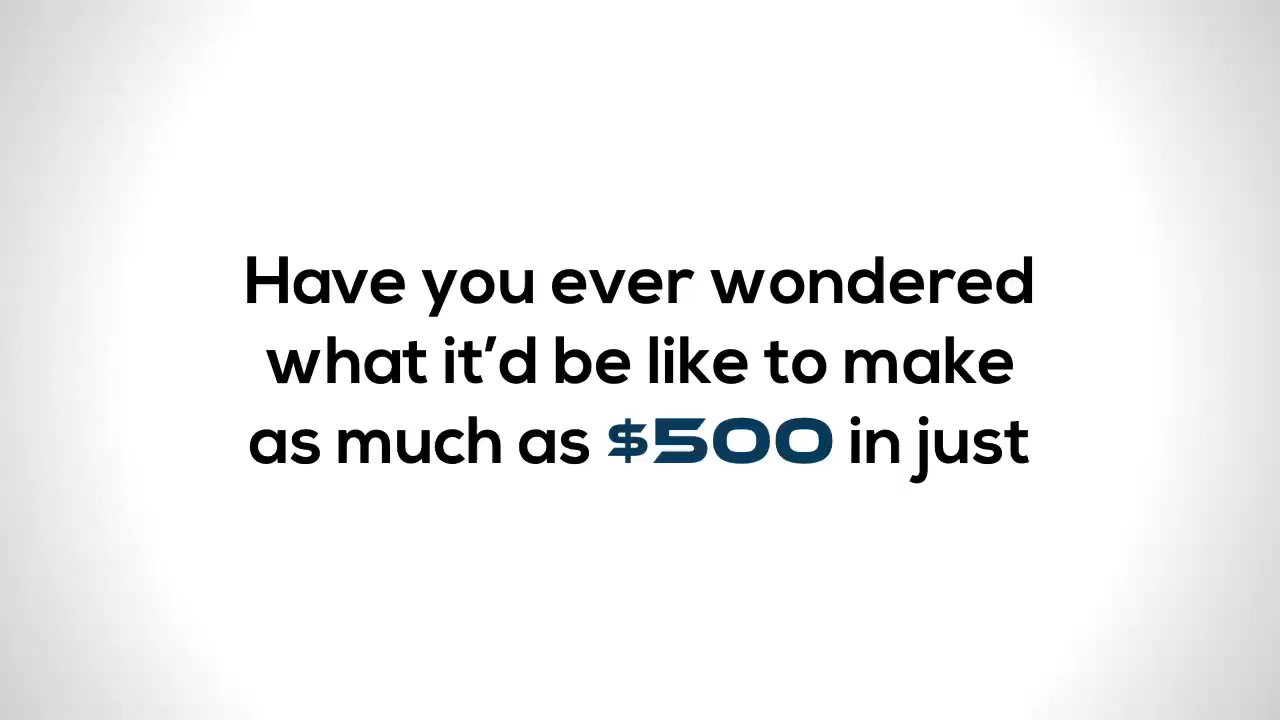 Have you ever wondered
what it’d be like to make
as much as $500 in just